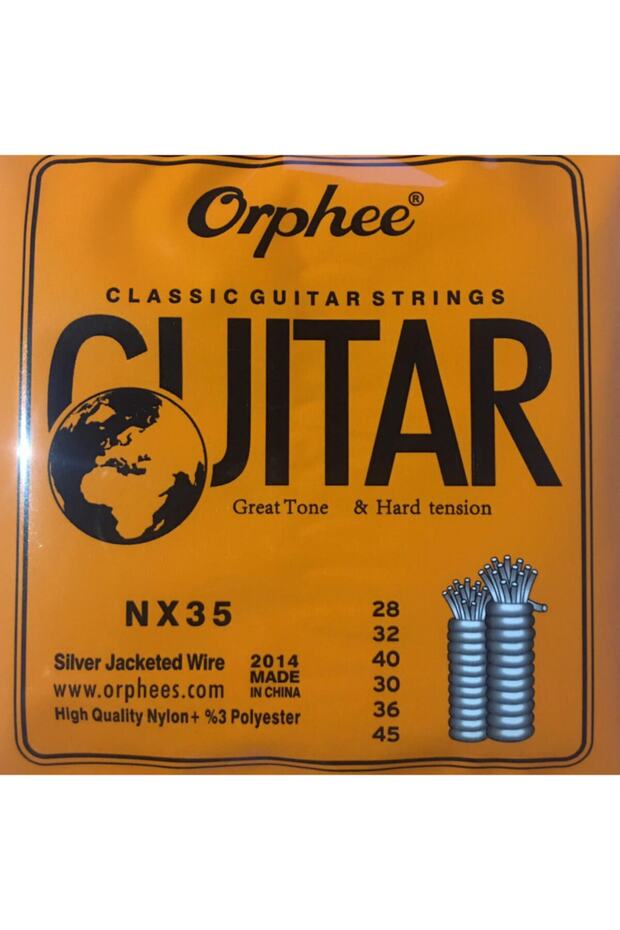 Orphee®
CLASSIC GUITAR STRINGS
GUITAR
Great Tone & Hard tension
NX35
28
32
40
30
36
45
Silver Jacketed Wire
www.orphees.com
High Quality Nylon+ %3 Polyester
2014
MADE
IN CHINA